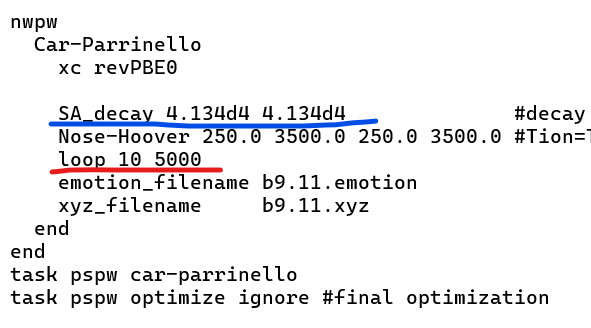 nwpw
Car-Parrinello
xc revPBE0
SA_decay 4.134d4 4.134d4 #decay
Nose-Hoover 250.0 3500.0 250.0 3500.0 #Tion=
loop 10 5000
emotion_filename b9.11.emotion
xyz_filename b9.11.xyz
end
end
task pspw car-parrinello
task pspw optimize ignore #final optimization